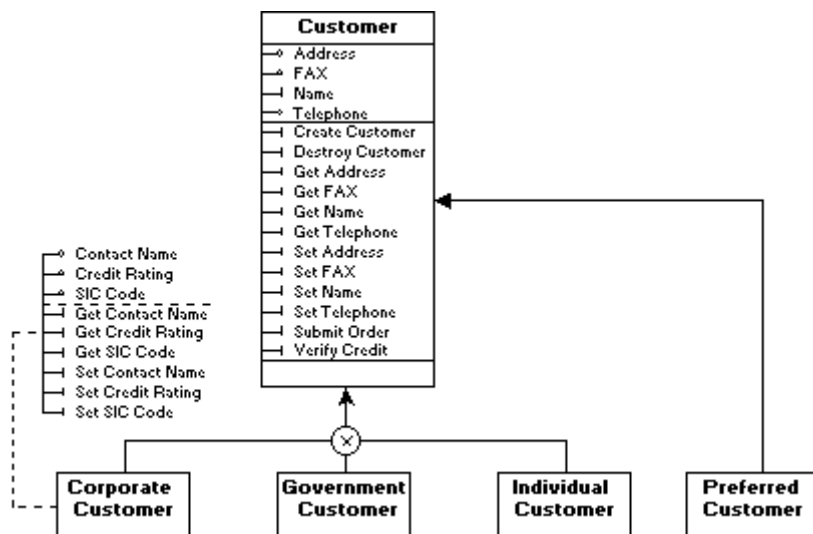 Customer
Address
FAX
Name
Telephone
Create Customer
Destroy Customer
Get Address
Get FAX
Get Name
Get Telephone
Set Address
Set FAX
Set Name
Set Telephone
Submit Order
Verify Credit
Contact Name
Credit Rating
SIC Code
Get Contact Name
Get Credit Rating
Get SIC Code
Set Contact Name
Set Credit Rating
Set SIC Code
Corporate
Customer
Government
Customer
Individual
Customer
Preferred
Customer